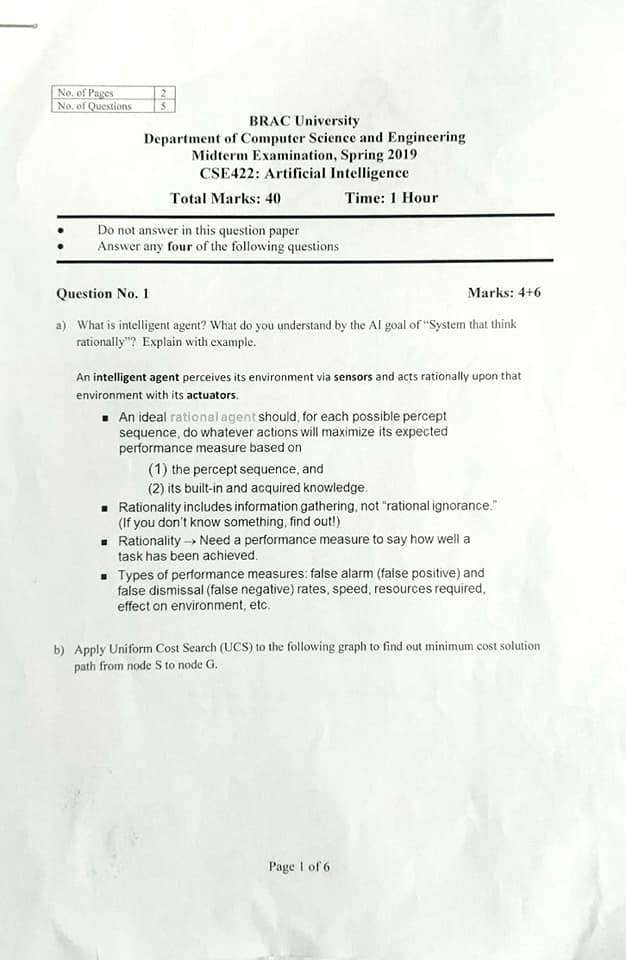 No. of Pages 2
No. of Questions 5
BRAC University
Department of Computer Science and Engineering
Midterm Examination, Spring 2019
CSE422: Artificial Intelligence
Total Marks: 40 Time: 1 Hour
• Do not answer in this question paper
• Answer any four of the following questions
Question No. 1 Marks: 4+6
a) What is intelligent agent? What do you understand by the AI goal of "System that think
rationally"? Explain with example.
An intelligent agent perceives its environment via sensors and acts rationally upon that
environment with its actuators.
▪ An ideal rational agent should, for each possible percept
sequence, do whatever actions will maximize its expected
performance measure based on
(1) the percept sequence, and
(2) its built-in and acquired knowledge.
▪ Rationality includes information gathering, not "rational ignorance."
(If you don't know something, find out!)
▪ Rationality → Need a performance measure to say how well a
task has been achieved.
▪ Types of performance measures: false alarm (false positive) and
false dismissal (false negative) rates, speed, resources required,
effect on environment, etc.
b) Apply Uniform Cost Search (UCS) to the following graph to find out minimum cost solution
path from node S to node G.
Page 1 of 6